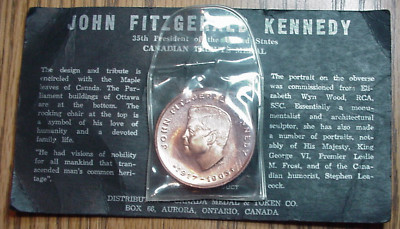 JOHN FITZGERALD KENNEDY
35th President of the United States
CANADIAN TRIBUTE MEDAL
The design and tribute is
encircled with the Maple
leaves of Canada. The Par-
liament buildings of Ottawa
are at the bottom. The
rocking chair at the top is
a symbol of his love of
humanity and a devoted
family life.
"He had visions of nobility
for all mankind that tran-
scended man's common heri-
tage".
JOHN FITZGERALD KENNEDY
1917-1963
The portrait on the obverse
was commissioned from: Eli-
zabeth Wyn Wood, RCA,
SSC. Essentially a monu-
mentalist and architectural
sculptor, she has also made
a number of portraits, not-
ably of His Majesty, King
George VI, Premier Leslie
M. Frost, and of the Cana-
dian humorist, Stephen Lea-
cock.
CANADA MEDAL & TOKEN CO.
BOX 66, AURORA, ONTARIO, CANADA